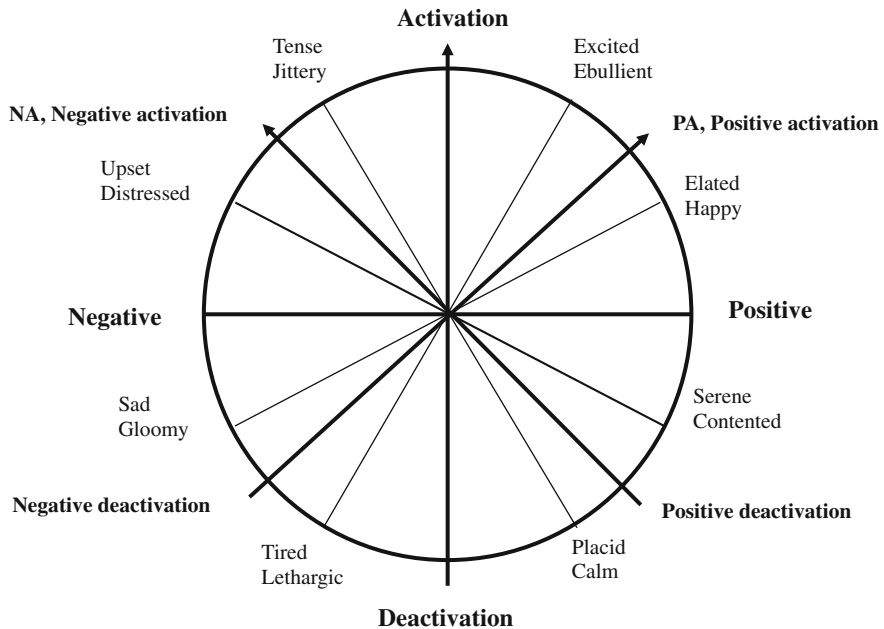 Activation
Tense
Jittery
Excited
Ebullient
NA, Negative activation
PA, Positive activation
Upset
Distressed
Elated
Happy
Negative
Positive
Sad
Gloomy
Serene
Contented
Negative deactivation
Positive deactivation
Tired
Lethargic
Placid
Calm
Deactivation